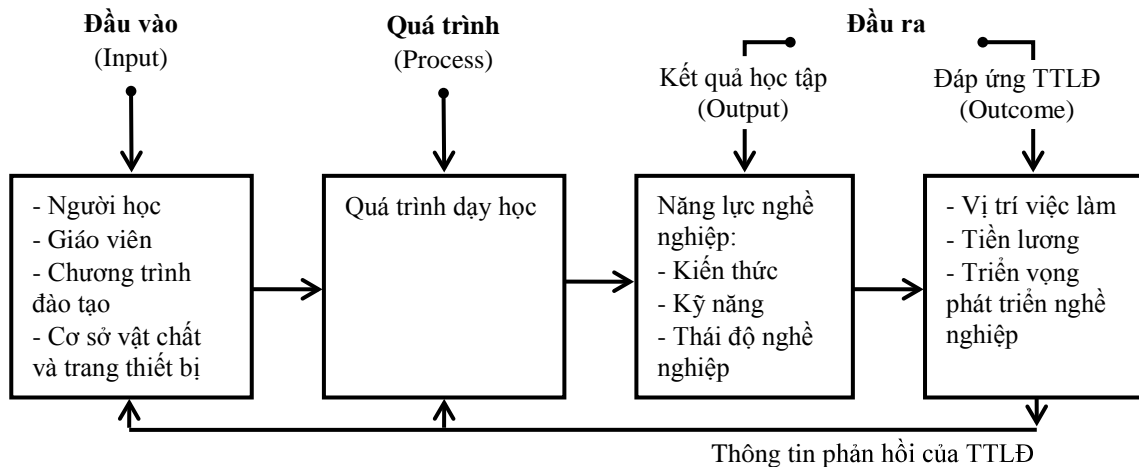 Đầu vào
(Input)
Quá trình
(Process)
Đầu ra
Kết quả học tập
(Output)
Đáp ứng TTLĐ
(Outcome)
- Người học
- Giáo viên
- Chương trình
đào tạo
- Cơ sở vật chất
và trang thiết bị
Quá trình dạy học
Năng lực nghề
nghiệp:
- Kiến thức
- Kỹ năng
- Thái độ nghề
nghiệp
- Vị trí việc làm
- Tiền lương
- Triển vọng
phát triển nghề
nghiệp
Thông tin phản hồi của TTLĐ